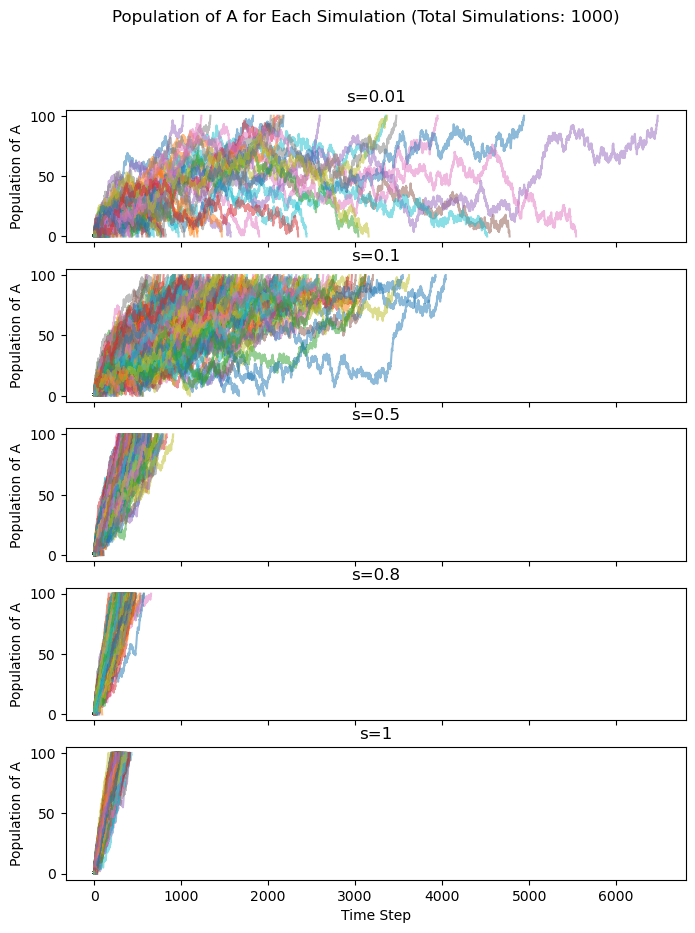 Population of A for Each Simulation (Total Simulations: 1000)
s=0.01
100
50
0
Population of A
s=0.1
100
50
0
Population of A
s=0.5
100
50
0
Population of A
s=0.8
100
50
0
Population of A
s=1
100
50
0
Population of A
0 1000 2000 3000 4000 5000 6000
Time Step